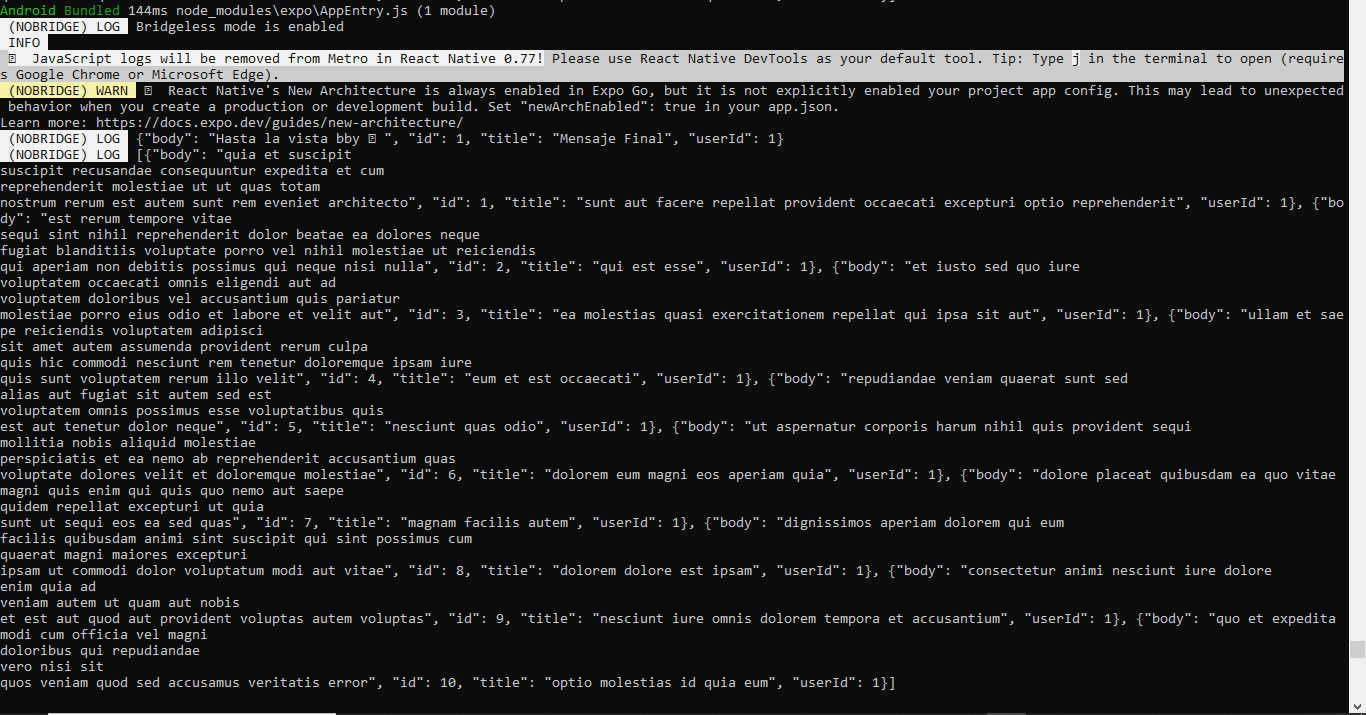 Android Bundled 144ms node_modules\expo\AppEntry.js (1 module)
(NOBRIDGE) LOG  Bridgeless mode is enabled
INFO
JavaScript logs will be removed from Metro in React Native 0.77! Please use React Native DevTools as your default tool. Tip: Type j in the terminal to open (require
s Google Chrome or Microsoft Edge).
(NOBRIDGE) WARN  React Native's New Architecture is always enabled in Expo Go, but it is not explicitly enabled your project app config. This may lead to unexpected
behavior when you create a production or development build. Set "newArchEnabled": true in your app.json.
Learn more: https://docs.expo.dev/guides/new-architecture/
(NOBRIDGE) LOG  {"body": "Hasta la vista bby ", "id": 1, "title": "Mensaje Final", "userId": 1}
(NOBRIDGE) LOG  [{"body": "quia et suscipit
suscipit recusandae consequuntur expedita et cum
reprehenderit molestiae ut ut quas totam
nostrum rerum est autem sunt rem eveniet architecto", "id": 1, "title": "sunt aut facere repellat provident occaecati excepturi optio reprehenderit", "userId": 1}, {"bo
dy": "est rerum tempore vitae
sequi sint nihil reprehenderit dolor beatae ea dolores neque
fugiat blanditiis voluptate porro vel nihil molestiae ut reiciendis
qui aperiam non debitis possimus qui neque nisi nulla", "id": 2, "title": "qui est esse", "userId": 1}, {"body": "et iusto sed quo iure
voluptatem occaecati omnis eligendi aut ad
voluptatem doloribus vel accusantium quis pariatur
molestiae porro eius odio et labore et velit aut", "id": 3, "title": "ea molestias quasi exercitationem repellat qui ipsa sit aut", "userId": 1}, {"body": "ullam et sae
pe reiciendis voluptatem adipisci
sit amet autem assumenda provident rerum culpa
quis hic commodi nesciunt rem tenetur doloremque ipsam iure
quis sunt voluptatem rerum illo velit", "id": 4, "title": "eum et est occaecati", "userId": 1}, {"body": "repudiandae veniam quaerat sunt sed
alias aut fugiat sit autem sed est
voluptatem omnis possimus esse voluptatibus quis
est aut tenetur dolor neque", "id": 5, "title": "nesciunt quas odio", "userId": 1}, {"body": "ut aspernatur corporis harum nihil quis provident sequi
mollitia nobis aliquid molestiae
perspiciatis et ea nemo ab reprehenderit accusantium quas
voluptate dolores velit et doloremque molestiae", "id": 6, "title": "dolorem eum magni eos aperiam quia", "userId": 1}, {"body": "dolore placeat quibusdam ea quo vitae
magni quis enim qui quis quo nemo aut saepe
quidem repellat excepturi ut quia
sunt ut sequi eos ea sed quas", "id": 7, "title": "magnam facilis autem", "userId": 1}, {"body": "dignissimos aperiam dolorem qui eum
facilis quibusdam animi sint suscipit qui sint possimus cum
quaerat magni maiores excepturi
ipsam ut commodi dolor voluptatum modi aut vitae", "id": 8, "title": "dolorem dolore est ipsam", "userId": 1}, {"body": "consectetur animi nesciunt iure dolore
enim quia ad
veniam autem ut quam aut nobis
et est aut quod aut provident voluptas autem voluptas", "id": 9, "title": "nesciunt iure omnis dolorem tempora et accusantium", "userId": 1}, {"body": "quo et expedita
modi cum officia vel magni
doloribus qui repudiandae
vero nisi sit
quos veniam quod sed accusamus veritatis error", "id": 10, "title": "optio molestias id quia eum", "userId": 1}]